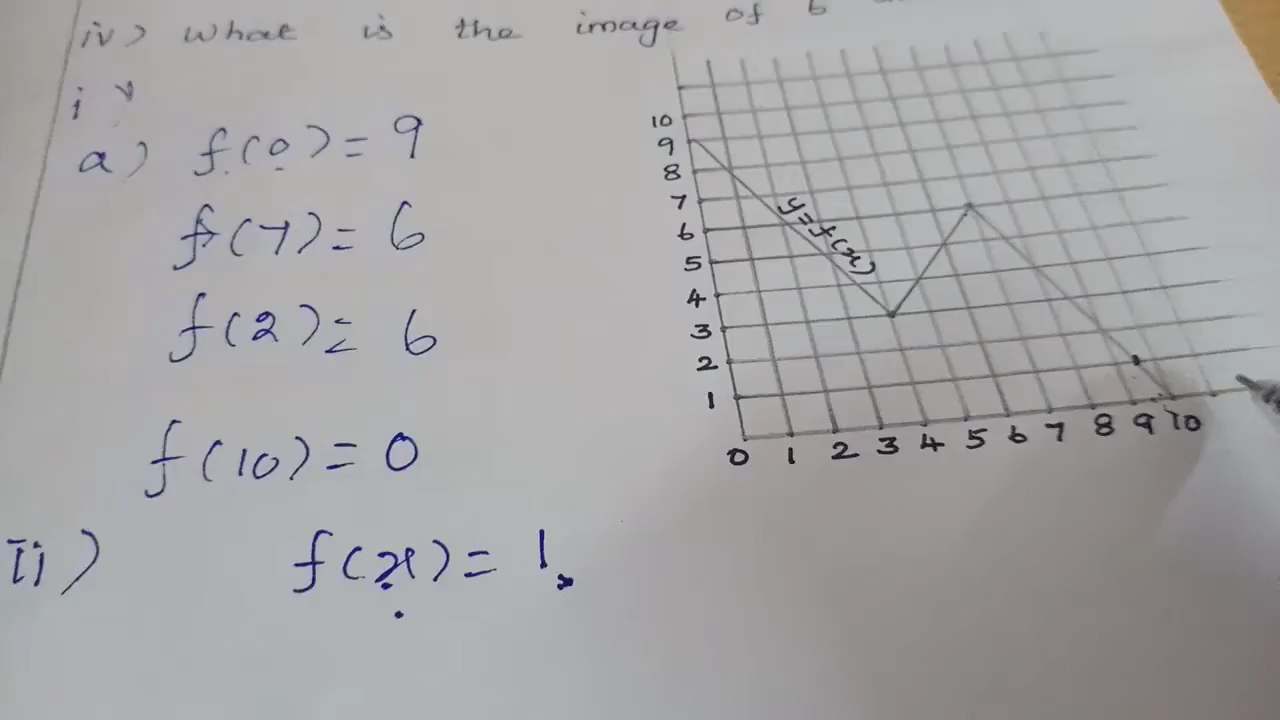 iv) What is the image of 6
i)
a) f(0) = 9
f(7) = 6
f(2) = 6
f(10) = 0
ii) f(x) = 1
10
9
8
7
6
5
4
3
2
1
y = f(x)
0 1 2 3 4 5 6 7 8 9 10